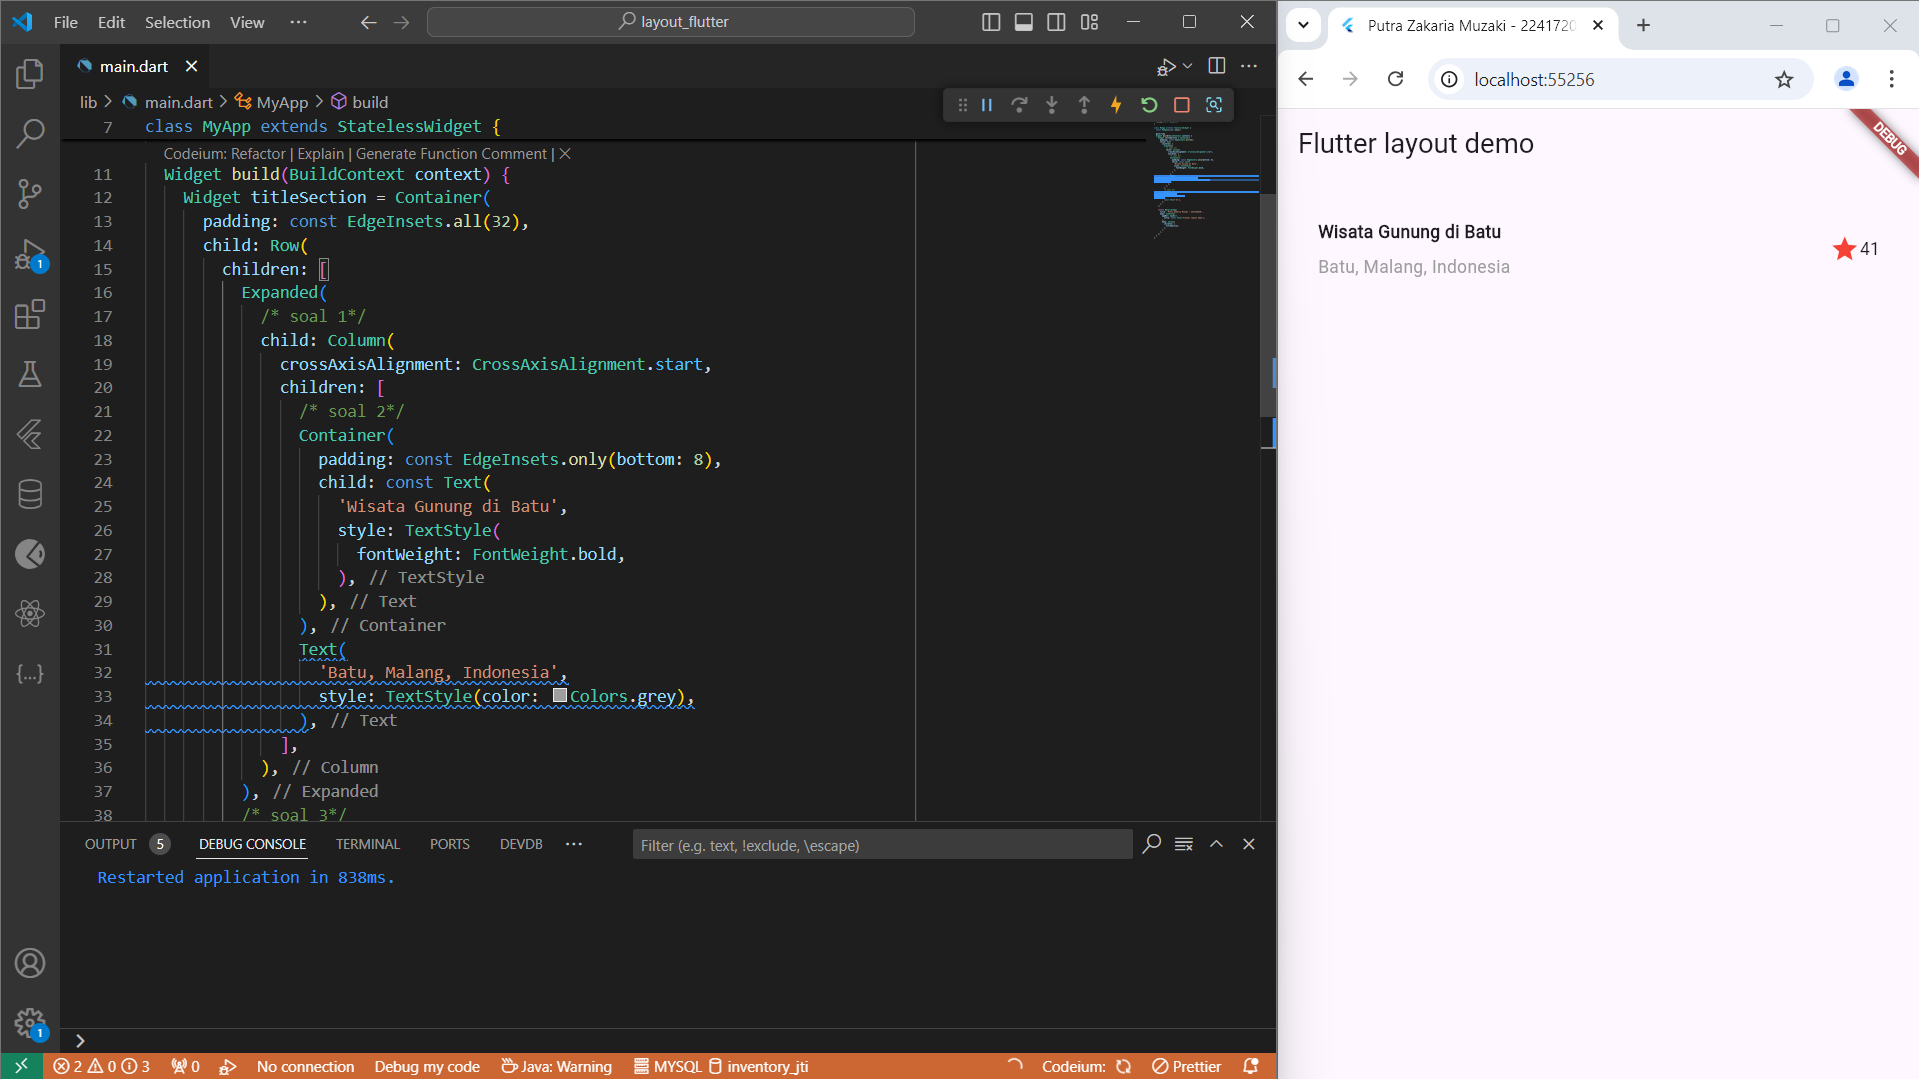 File Edit Selection View ··· layout_flutter
main.dart
lib > main.dart > MyApp > build
7 class MyApp extends StatelessWidget {
Codeium: Refactor | Explain | Generate Function Comment | X
11 Widget build(BuildContext context) {
12 Widget titleSection = Container(
13 padding: const EdgeInsets.all(32),
14 child: Row(
15 children: [
16 Expanded(
17 /* soal 1*/
18 child: Column(
19 crossAxisAlignment: CrossAxisAlignment.start,
20 children: [
21 /* soal 2*/
22 Container(
23 padding: const EdgeInsets.only(bottom: 8),
24 child: const Text(
25 'Wisata Gunung di Batu',
26 style: TextStyle(
27 fontWeight: FontWeight.bold,
28 ), // TextStyle
29 ), // Text
30 ), // Container
31 Text(
32 'Batu, Malang, Indonesia',
33 style: TextStyle(color: Colors.grey),
34 ), // Text
35 ],
36 ), // Column
37 ), // Expanded
38 /* soal 3*/
OUTPUT 5 DEBUG CONSOLE TERMINAL PORTS DEVDB ··· Filter (e.g. text, !exclude, \escape)
Restarted application in 838ms.
1
1
2 0 3 0 No connection Debug my code Java: Warning MYSQL inventory_jti Codeium: Prettier
Putra Zakaria Muzaki - 2241720
localhost:55256
DEBUG
Flutter layout demo
Wisata Gunung di Batu
41
Batu, Malang, Indonesia